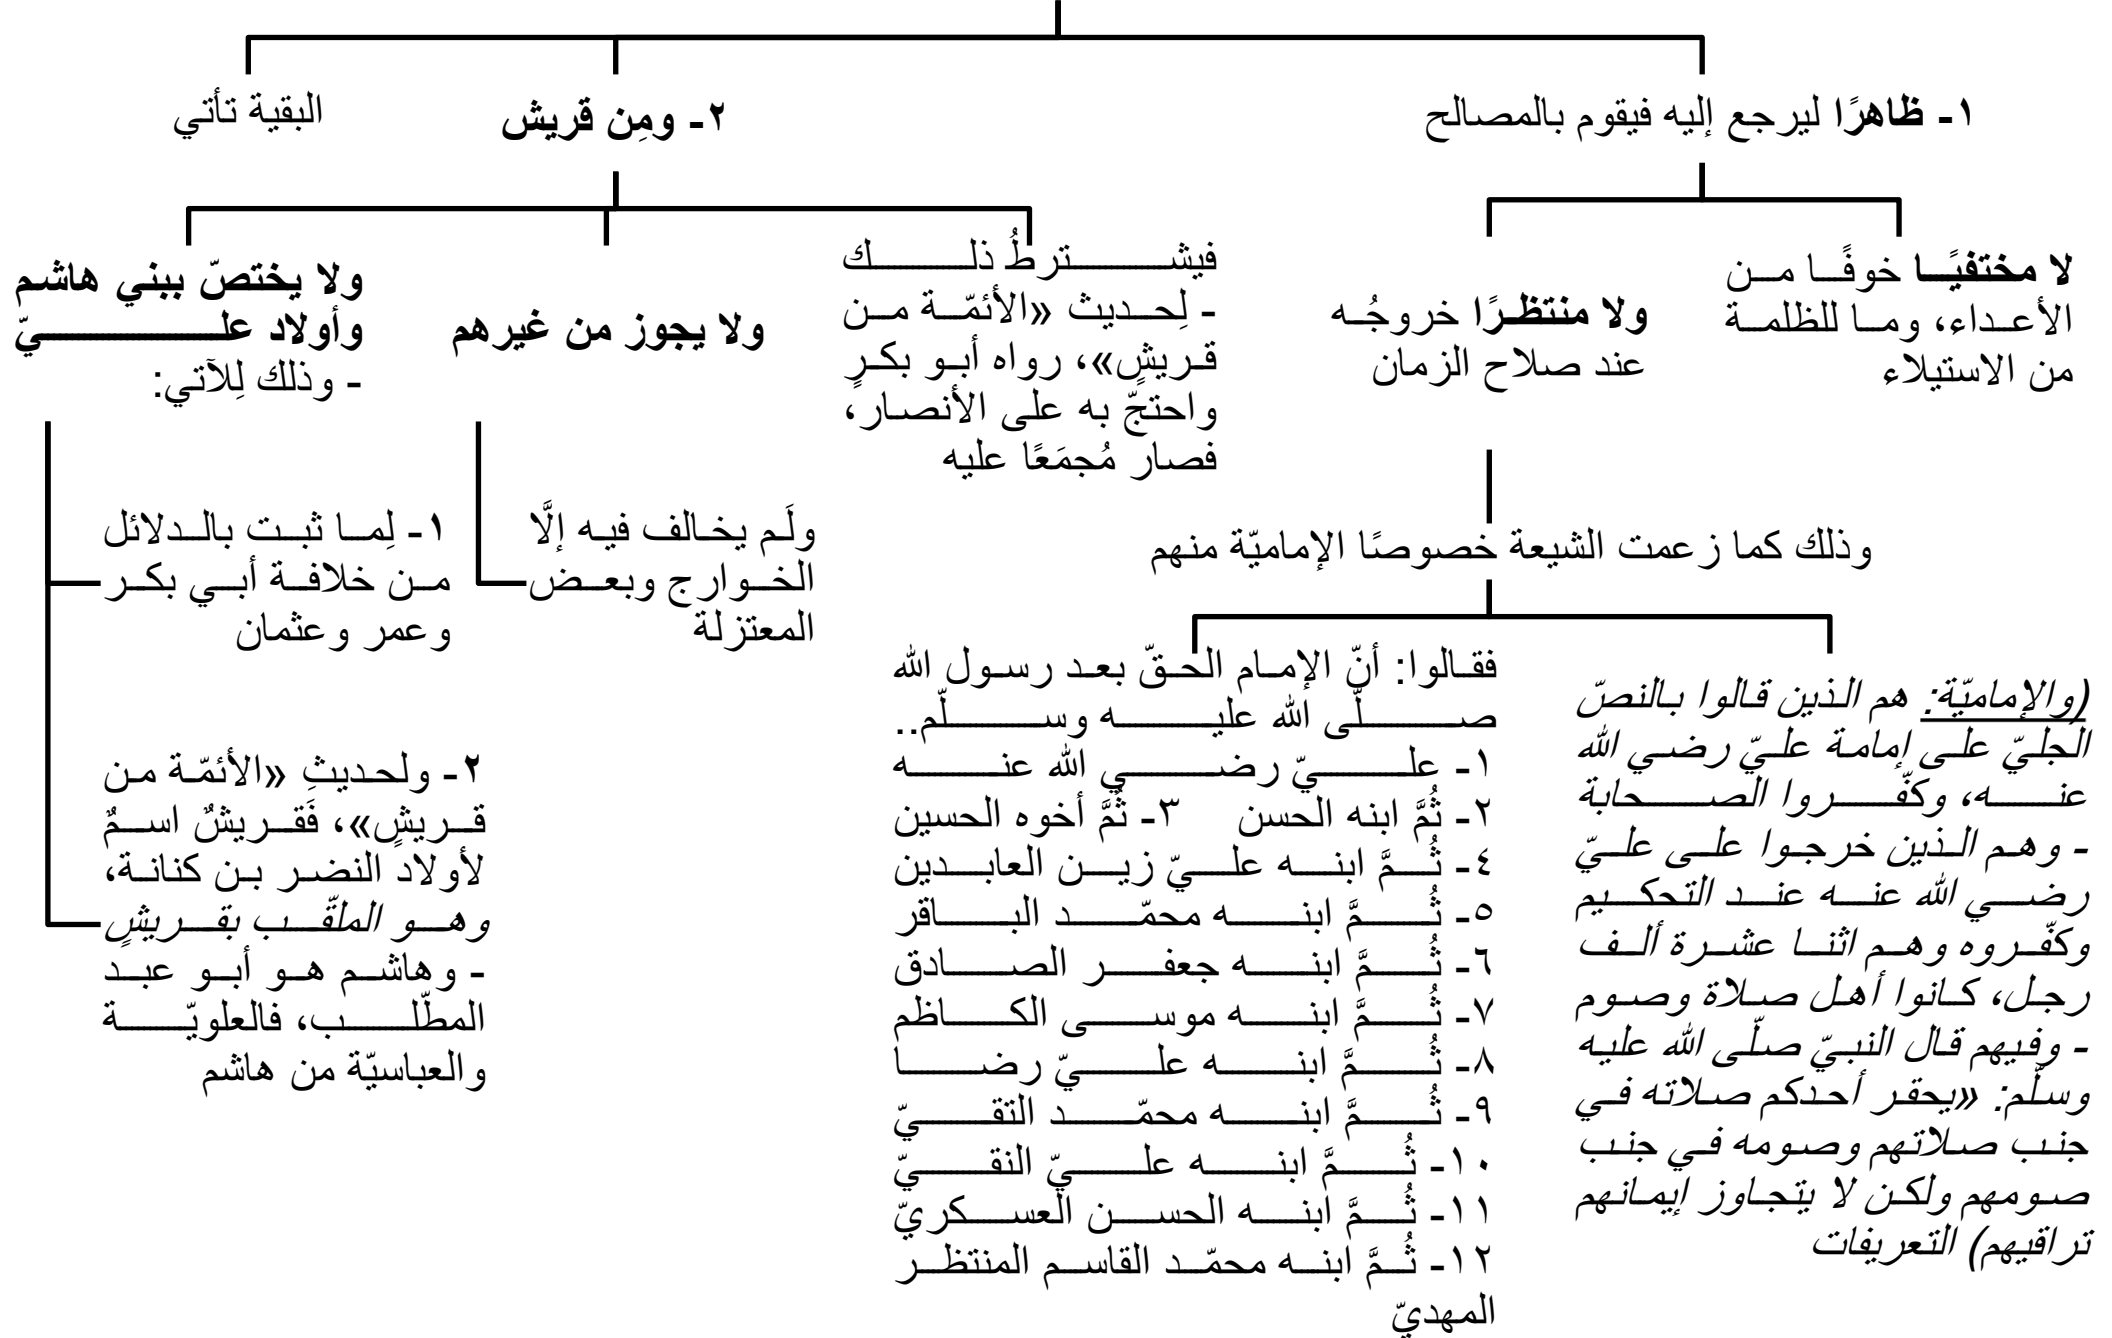 ١- ظاهرًا ليرجع إليه فيقوم بالمصالح
٢- ومِن قريش
البقية تأتي
لا مختفيًا خوفًا من
الأعداء، وما للظلمة
من الاستيلاء
ولا منتظرًا خروجُه
عند صلاح الزمان
وذلك كما زعمت الشيعة خصوصًا الإماميّة منهم
(والإماميّة: هم الذين قالوا بالنصّ
الجليّ على إمامة عليّ رضي الله
عنه، وكفّروا الصحابة
- وهم الذين خرجوا على عليّ
رضي الله عنه عند التحكيم
وكفّروه وهم اثنا عشرة ألف
رجل، كانوا أهل صلاة وصوم
- وفيهم قال النبيّ صلّى الله عليه
وسلّم: «يحقر أحدكم صلاته في
جنب صلاتهم وصومه في جنب
صومهم ولكن لا يتجاوز إيمانهم
تراقيهم) التعريفات
فقالوا: أنّ الإمام الحقّ بعد رسول الله
صلّى الله عليه وسلّم..
١- عليّ رضي الله عنه
٢- ثُمَّ ابنه الحسن ٣- ثُمَّ أخوه الحسين
٤- ثُمَّ ابنه عليّ زين العابدين
٥- ثُمَّ ابنه محمّد الباقر
٦- ثُمَّ ابنه جعفر الصادق
٧- ثُمَّ ابنه موسى الكاظم
٨- ثُمَّ ابنه عليّ رضا
٩- ثُمَّ ابنه محمّد التقيّ
١٠- ثُمَّ ابنه عليّ النقيّ
١١- ثُمَّ ابنه الحسن العسكريّ
١٢- ثُمَّ ابنه محمّد القاسم المنتظر
المهديّ
فيشترطُ ذلك
- لِحديث «الأئمّة من
قريشٍ»، رواه أبو بكرٍ
واحتجّ به على الأنصار،
فصار مُجمَعًا عليه
ولا يجوز من غيرهم
ولَم يخالف فيه إلَّا
الخوارج وبعض
المعتزلة
ولا يختصّ ببني هاشم
وأولاد عليّ
- وذلك لِلآتي:
١- لِما ثبت بالدلائل
من خلافة أبي بكر
وعمر وعثمان
٢- ولحديثِ «الأئمّة من
قريشٍ»، فَقريشٌ اسمٌ
لأولاد النضر بن كنانة،
وهو الملقّب بقريشٍ
- وهاشم هو أبو عبد
المطّلب، فالعلويّة
والعباسيّة من هاشم